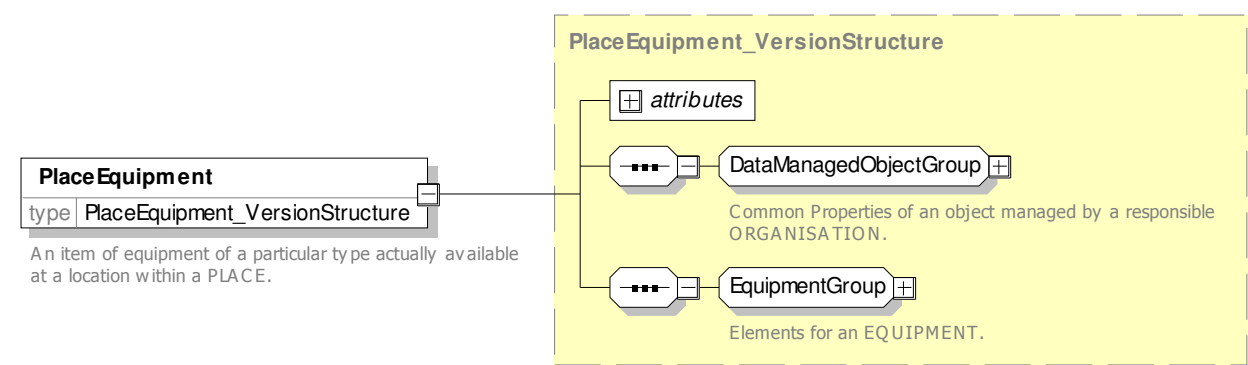 PlaceEquipment_VersionStructure
attributes
PlaceEquipment
type PlaceEquipment_VersionStructure
An item of equipment of a particular type actually available
at a location within a PLACE.
DataManagedObjectGroup
Common Properties of an object managed by a responsible
ORGANISATION.
EquipmentGroup
Elements for an EQUIPMENT.